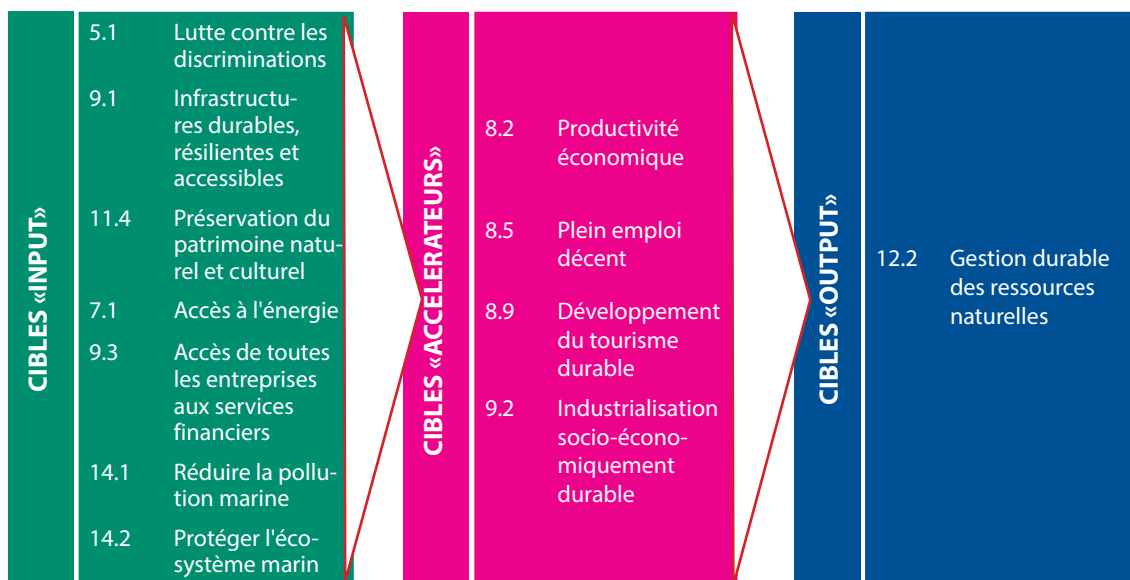 CIBLES «INPUT»
5.1 Lutte contre les
discriminations
9.1 Infrastructu-
res durables,
résilientes et
accessibles
11.4 Préservation du
patrimoine natu-
rel et culturel
7.1 Accès à l'énergie
9.3 Accès de toutes
les entreprises
aux services
financiers
14.1 Réduire la pollu-
tion marine
14.2 Protéger l'éco-
système marin
CIBLES «ACCELERATEURS»
8.2 Productivité
économique
8.5 Plein emploi
décent
8.9 Développement
du tourisme
durable
9.2 Industrialisation
socio-écono-
miquement
durable
CIBLES «OUTPUT»
12.2 Gestion durable
des ressources
naturelles